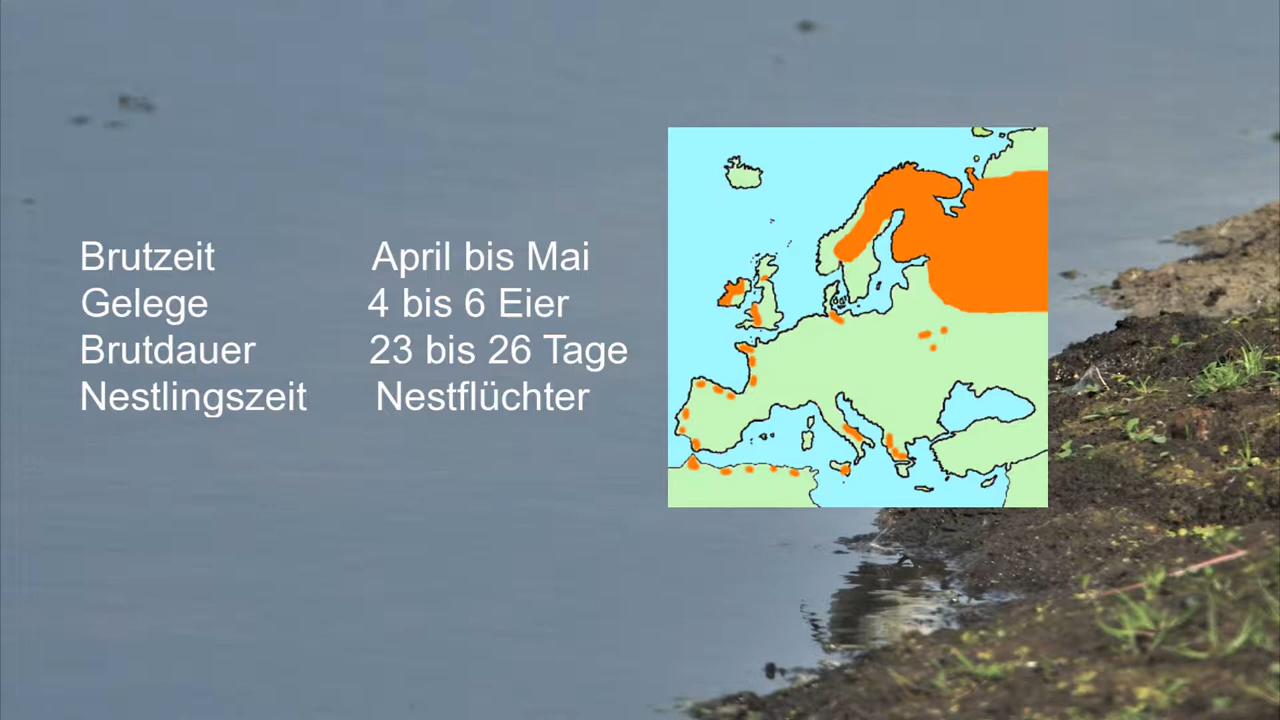 Brutzeit April bis Mai
Gelege 4 bis 6 Eier
Brutdauer 23 bis 26 Tage
Nestlingszeit Nestflüchter